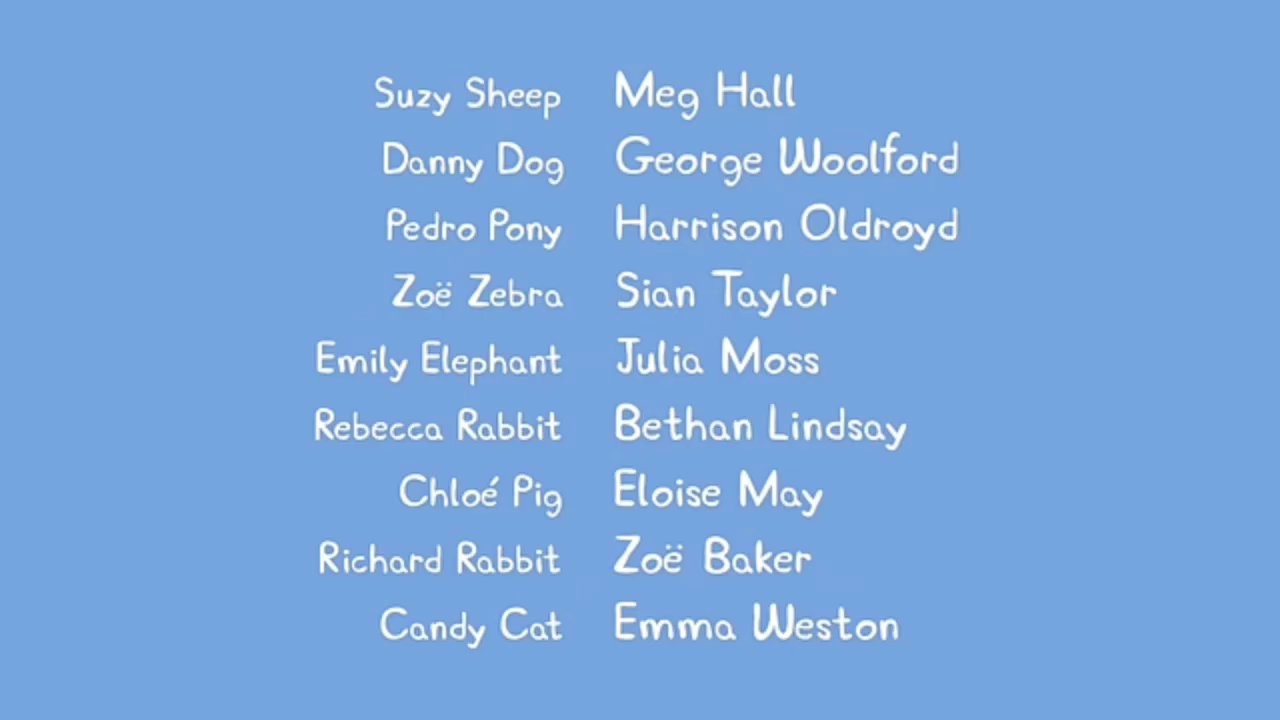 Suzy Sheep Meg Hall
Danny Dog George Woolford
Pedro Pony Harrison Oldroyd
Zoë Zebra Sian Taylor
Emily Elephant Julia Moss
Rebecca Rabbit Bethan Lindsay
Chloé Pig Eloise May
Richard Rabbit Zoë Baker
Candy Cat Emma Weston